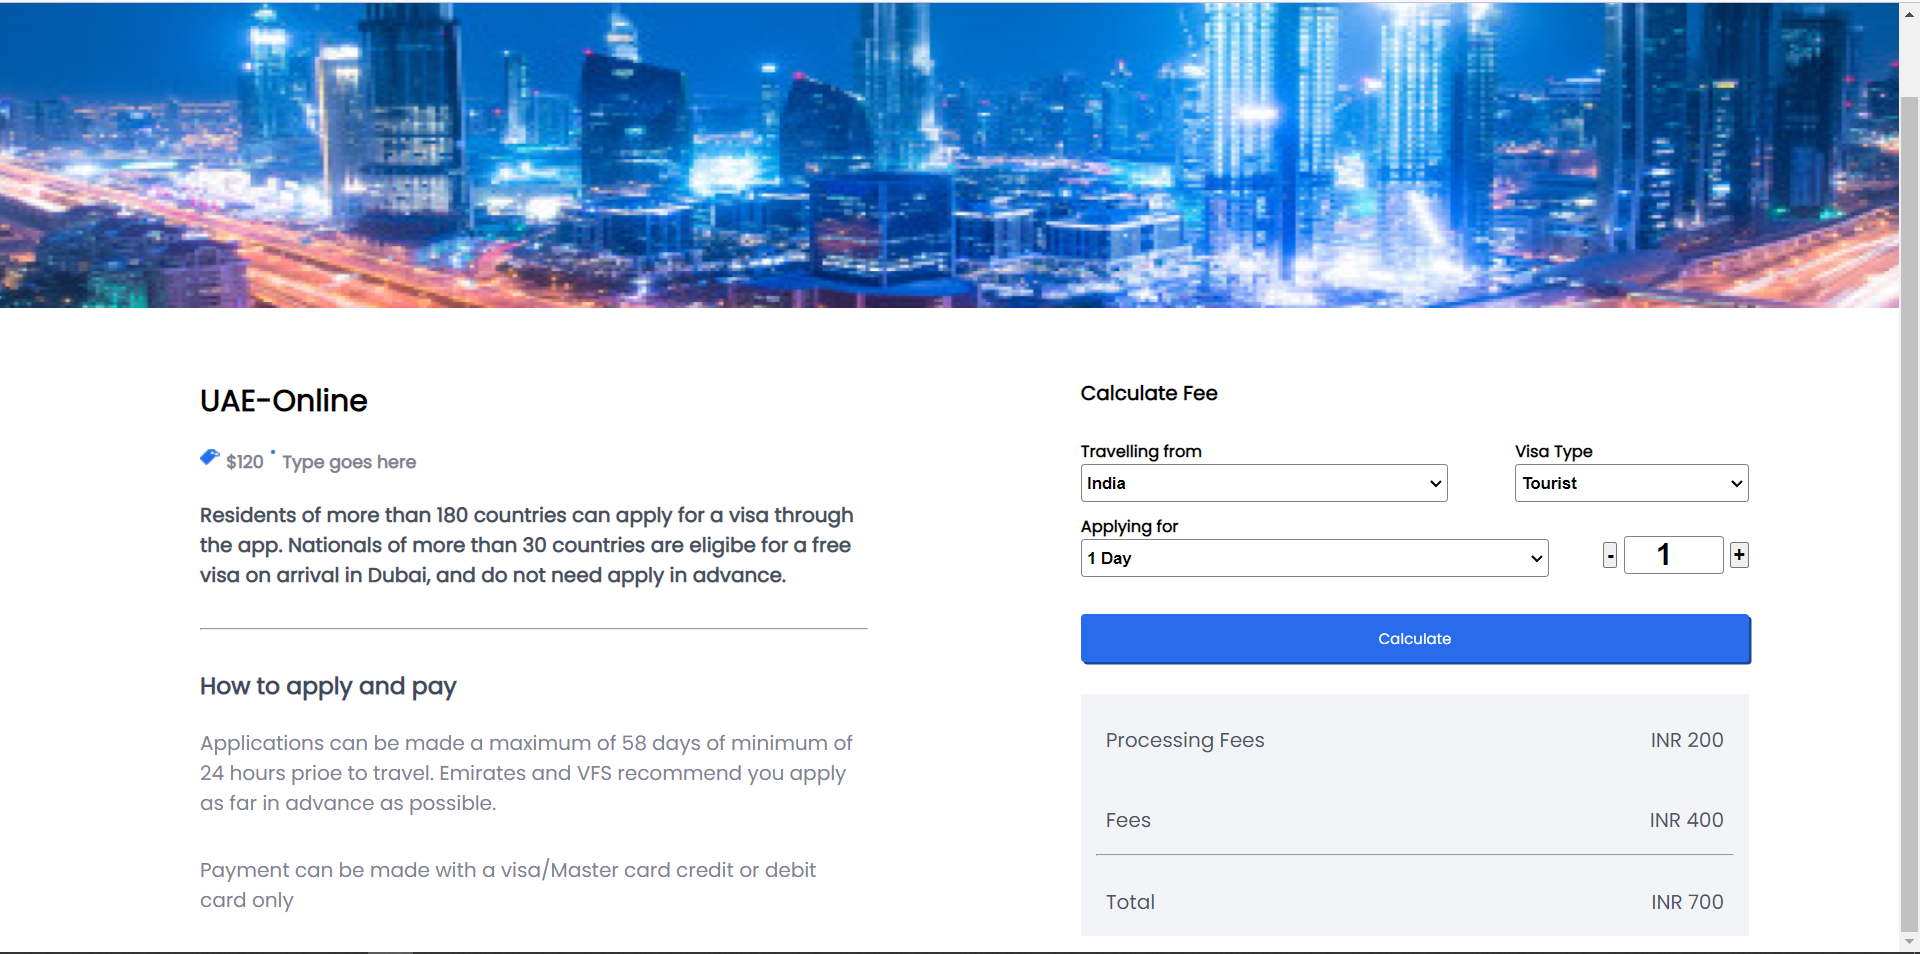 UAE-Online
$120 • Type goes here
Residents of more than 180 countries can apply for a visa through
the app. Nationals of more than 30 countries are eligibe for a free
visa on arrival in Dubai, and do not need apply in advance.
How to apply and pay
Applications can be made a maximum of 58 days of minimum of
24 hours prioe to travel. Emirates and VFS recommend you apply
as far in advance as possible.
Payment can be made with a visa/Master card credit or debit
card only
Calculate Fee
Travelling from
Visa Type
India
Tourist
Applying for
1 Day
- 1 +
Calculate
Processing Fees INR 200
Fees INR 400
Total INR 700